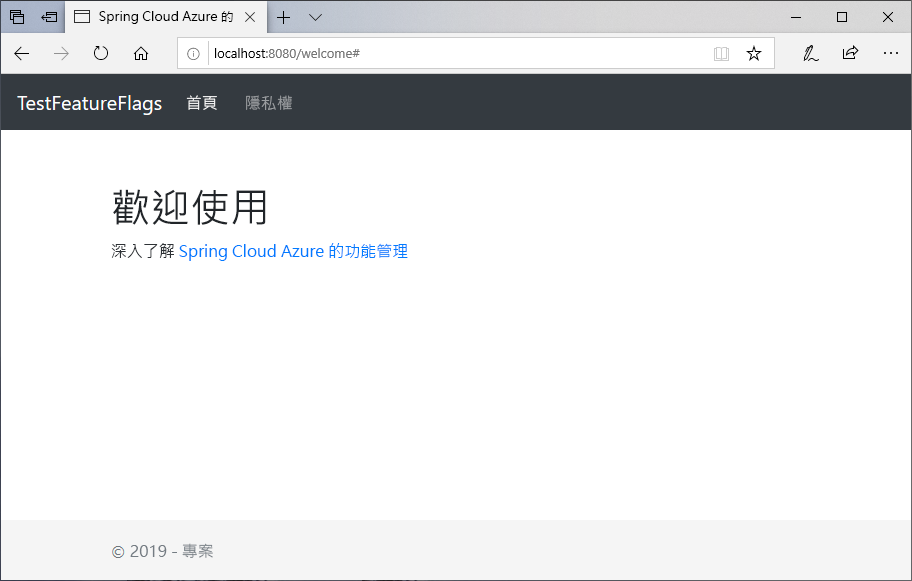 Spring Cloud Azure 的
localhost:8080/welcome#
TestFeatureFlags 首頁 隱私權
歡迎使用
深入了解 Spring Cloud Azure 的功能管理
© 2019 - 專案